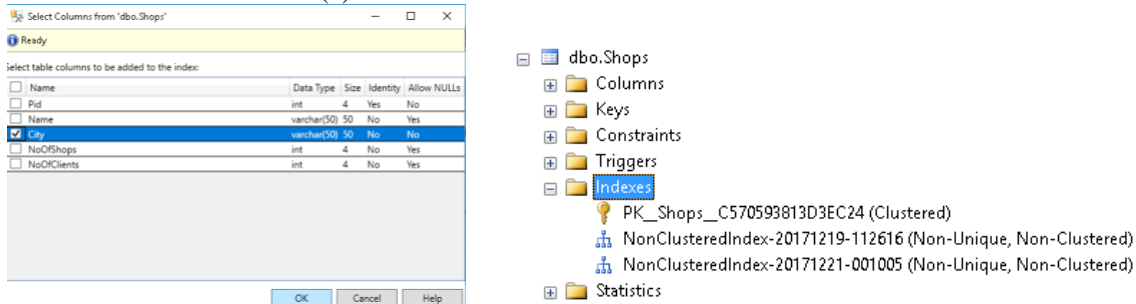 Select Columns from 'dbo.Shops'
Ready
Select table columns to be added to the index:
Name Data Type Size Identity Allow NULLs
Pid int 4 Yes No
Name varchar(50) 50 No Yes
City varchar(50) 50 No No
NoOfShops int 4 No Yes
NoOfClients int 4 No Yes
OK Cancel Help
dbo.Shops
Columns
Keys
Constraints
Triggers
Indexes
PK__Shops__C570593813D3EC24 (Clustered)
NonClusteredIndex-20171219-112616 (Non-Unique, Non-Clustered)
NonClusteredIndex-20171221-001005 (Non-Unique, Non-Clustered)
Statistics